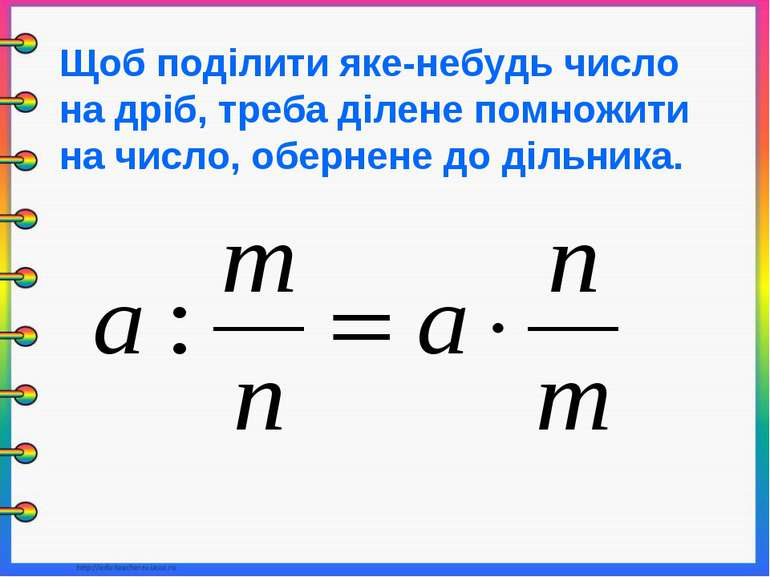 Щоб поділити яке-небудь число
на дріб, треба ділене помножити
на число, обернене до дільника.
a : m/n = a · n/m